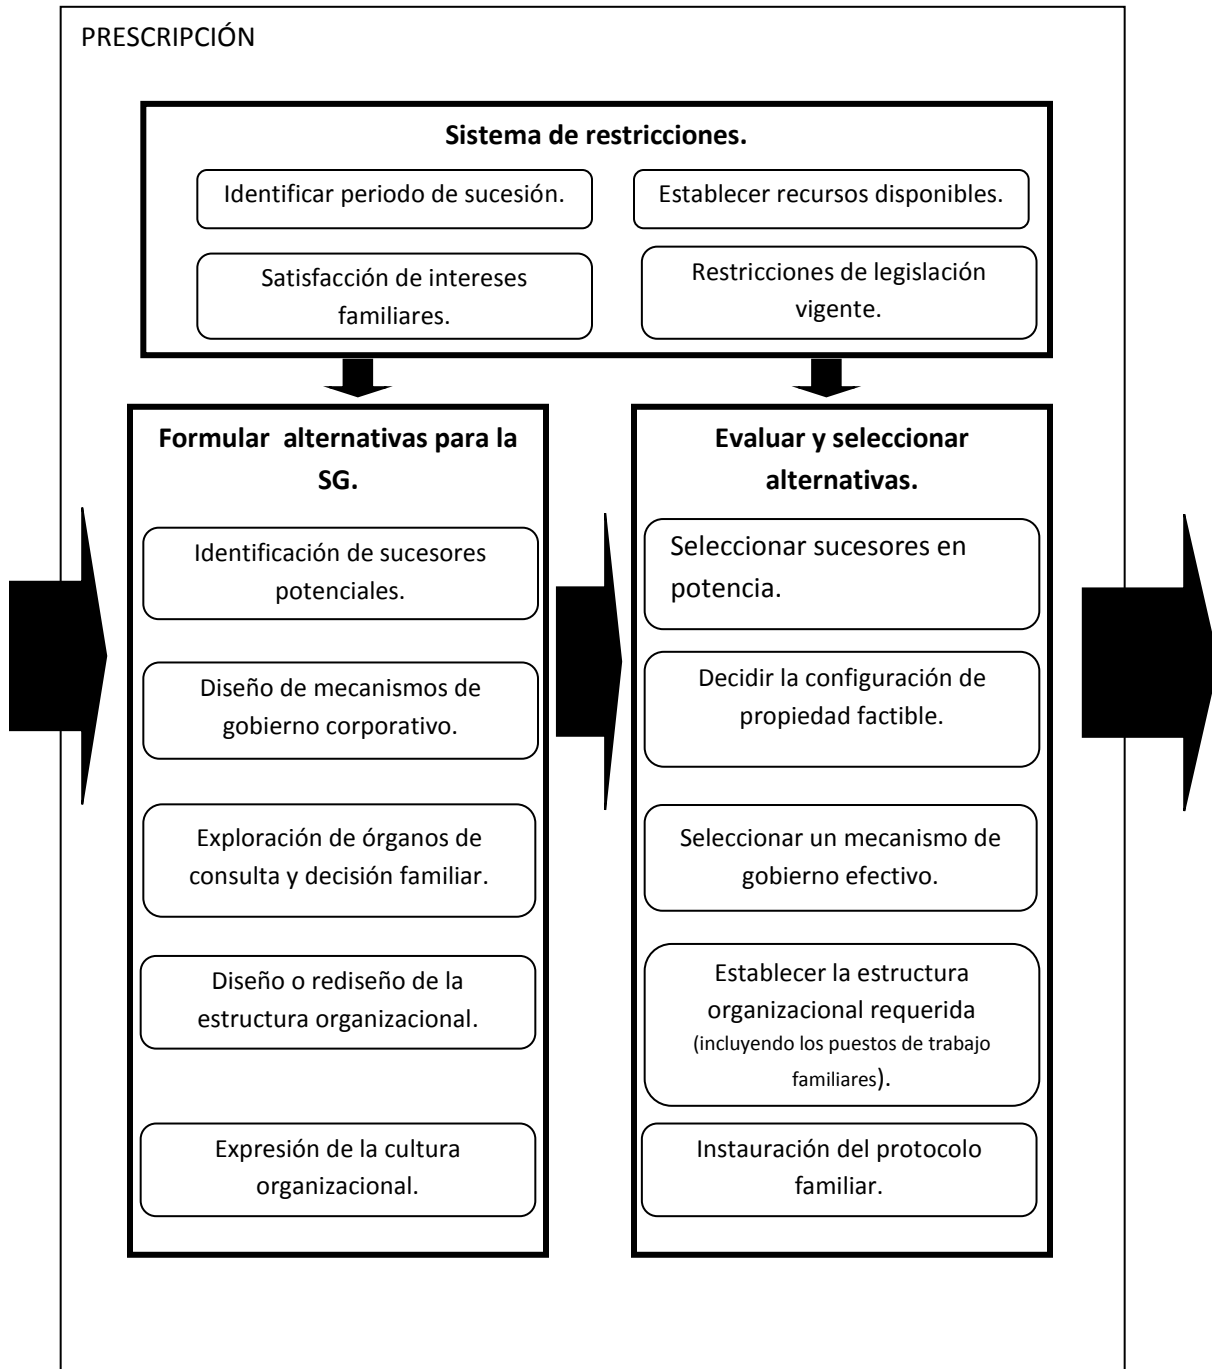 PRESCRIPCIÓN
Sistema de restricciones.
Identificar periodo de sucesión.
Establecer recursos disponibles.
Satisfacción de intereses
familiares.
Restricciones de legislación
vigente.
Formular alternativas para la
SG.
Identificación de sucesores
potenciales.
Diseño de mecanismos de
gobierno corporativo.
Exploración de órganos de
consulta y decisión familiar.
Diseño o rediseño de la
estructura organizacional.
Expresión de la cultura
organizacional.
Evaluar y seleccionar
alternativas.
Seleccionar sucesores en
potencia.
Decidir la configuración de
propiedad factible.
Seleccionar un mecanismo de
gobierno efectivo.
Establecer la estructura
organizacional requerida
(incluyendo los puestos de trabajo
familiares).
Instauración del protocolo
familiar.